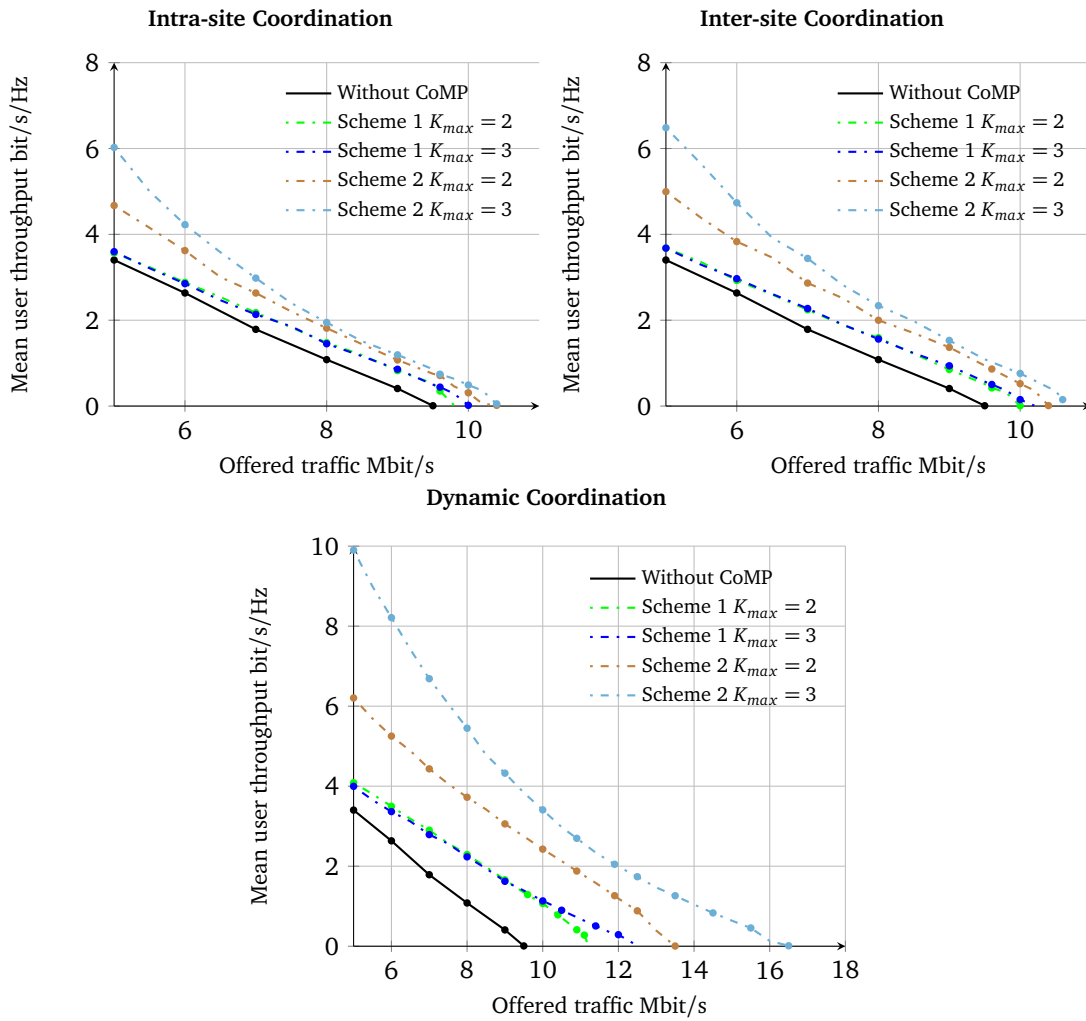 Intra-site Coordination
Mean user throughput bit/s/Hz
8
6
4
2
0
6 8 10
Offered traffic Mbit/s
Without CoMP
Scheme 1 K_max = 2
Scheme 1 K_max = 3
Scheme 2 K_max = 2
Scheme 2 K_max = 3
Inter-site Coordination
Mean user throughput bit/s/Hz
8
6
4
2
0
6 8 10
Offered traffic Mbit/s
Without CoMP
Scheme 1 K_max = 2
Scheme 1 K_max = 3
Scheme 2 K_max = 2
Scheme 2 K_max = 3
Dynamic Coordination
Mean user throughput bit/s/Hz
10
8
6
4
2
0
6 8 10 12 14 16 18
Offered traffic Mbit/s
Without CoMP
Scheme 1 K_max = 2
Scheme 1 K_max = 3
Scheme 2 K_max = 2
Scheme 2 K_max = 3